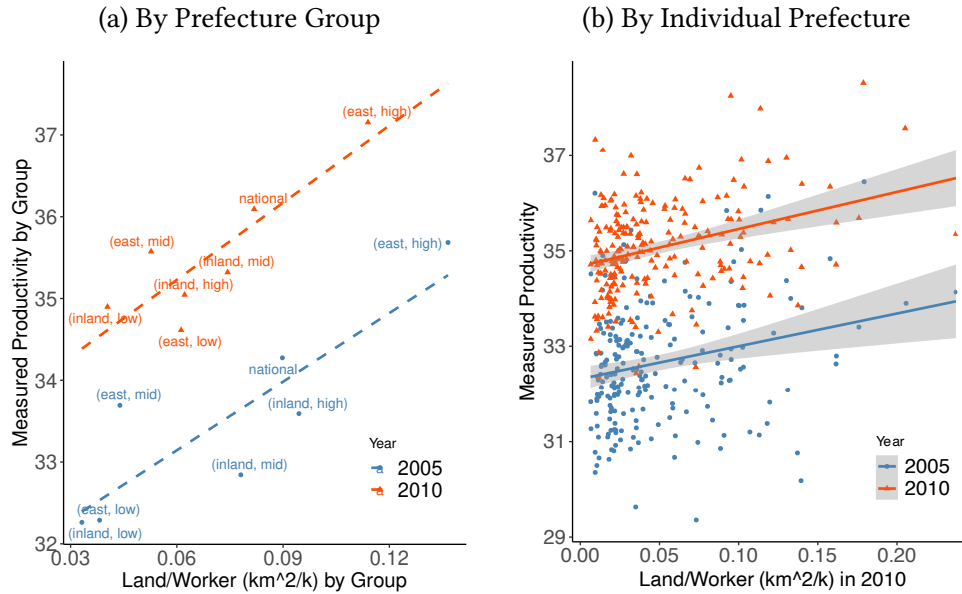 (a) By Prefecture Group
Measured Productivity by Group
37
36
35
34
33
32
(east, high)
national
(east, mid)
(inland, mid)
(inland, high)
(inland, low)
(east, low)
(east, high)
national
(east, mid)
(inland, high)
(inland, mid)
(east, low)
(inland, low)
Year
a 2005
a 2010
0.03 0.06 0.09 0.12
Land/Worker (km^2/k) by Group
(b) By Individual Prefecture
Measured Productivity
37
35
33
31
29
Year
2005
2010
0.00 0.05 0.10 0.15 0.20
Land/Worker (km^2/k) in 2010